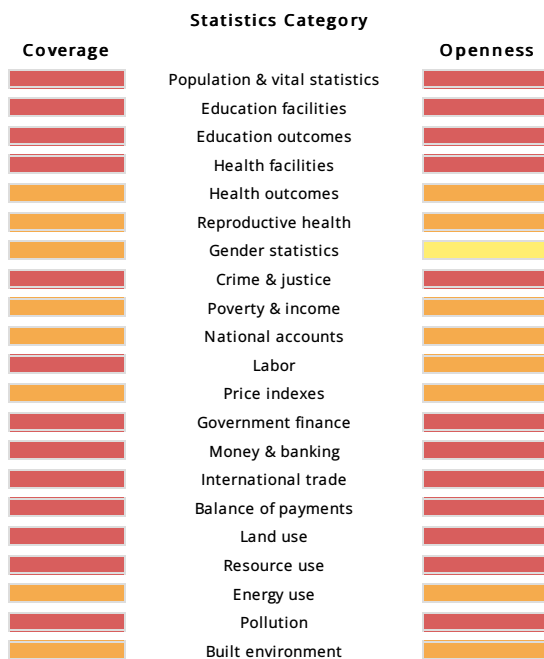 Statistics Category
Coverage
Openness
Population & vital statistics
Education facilities
Education outcomes
Health facilities
Health outcomes
Reproductive health
Gender statistics
Crime & justice
Poverty & income
National accounts
Labor
Price indexes
Government finance
Money & banking
International trade
Balance of payments
Land use
Resource use
Energy use
Pollution
Built environment